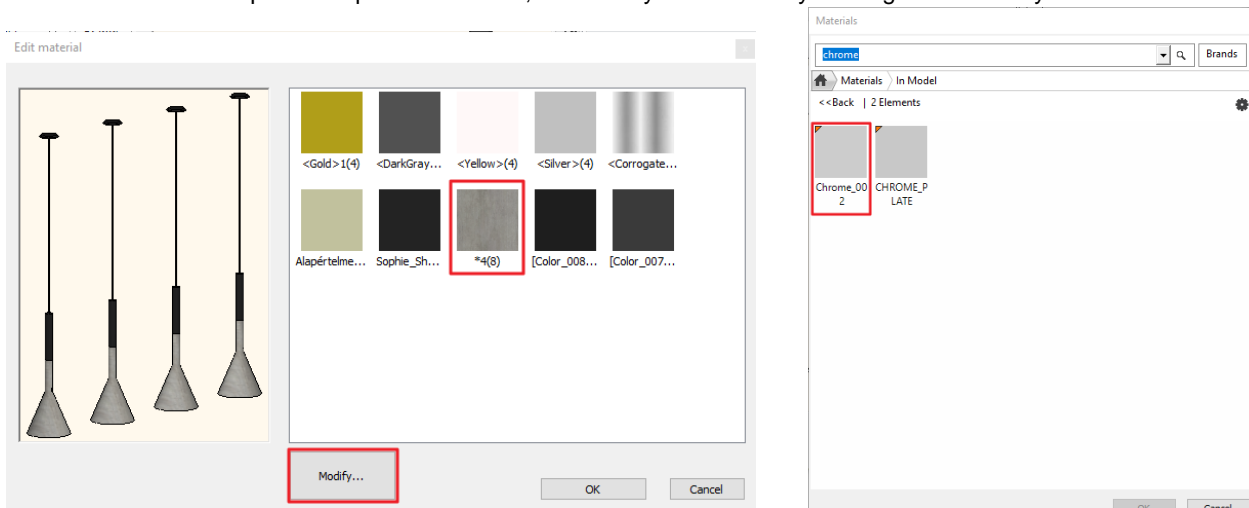 Edit material
<Gold>1(4) <DarkGray... <Yellow>(4) <Silver>(4) <Corrogate...
Alapértelme... Sophie_Sh... *4(8) [Color_008... [Color_007...
Modify...
OK Cancel
Materials
chrome Brands
Materials In Model
<<Back | 2 Elements
Chrome_00 CHROME_P
2 LATE
OK Cancel